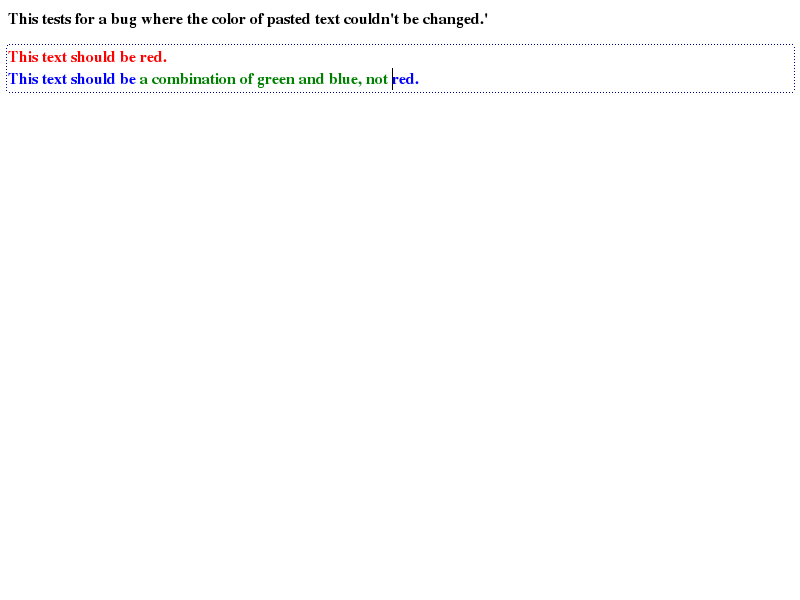 This tests for a bug where the color of pasted text couldn't be changed.'
This text should be red.
This text should be a combination of green and blue, not red.